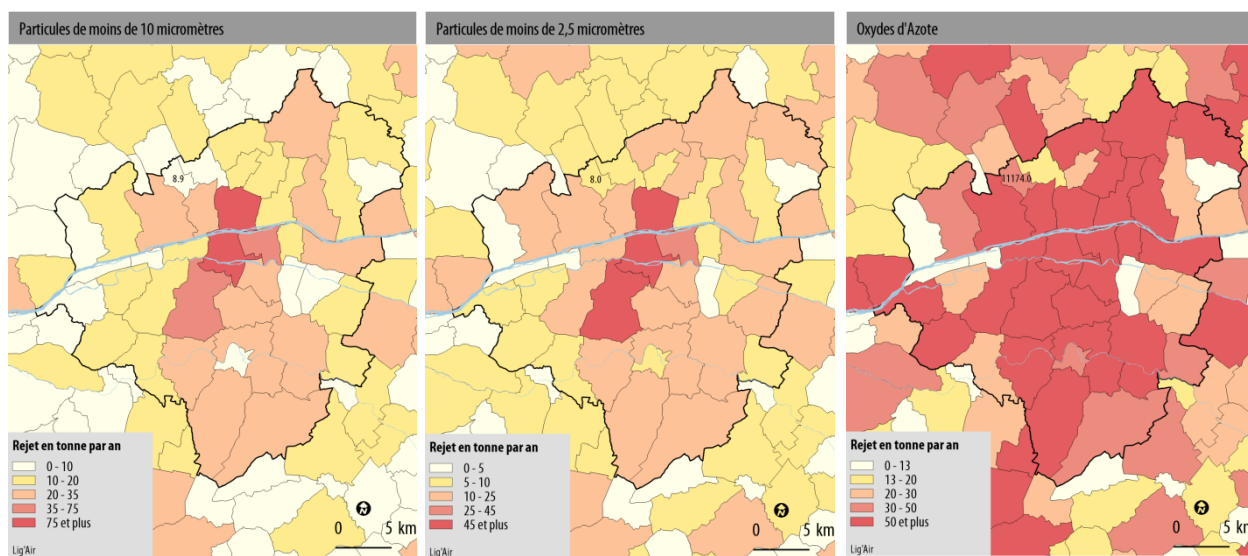 Particules de moins de 10 micromètres
8.9
Rejet en tonne par an
0 - 10
10 - 20
20 - 35
35 - 75
75 et plus
0 5 km
Lig'Air
Particules de moins de 2,5 micromètres
8.0
Rejet en tonne par an
0 - 5
5 - 10
10 - 25
25 - 45
45 et plus
0 5 km
Lig'Air
Oxydes d'Azote
11174.0
Rejet en tonne par an
0 - 13
13 - 20
20 - 30
30 - 50
50 et plus
0 5 km
Lig'Air